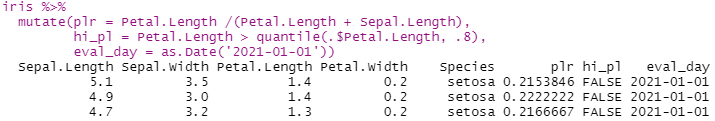 iris %>%
  mutate(plr = Petal.Length /(Petal.Length + Sepal.Length),
         hi_pl = Petal.Length > quantile(.$Petal.Length, .8),
         eval_day = as.Date('2021-01-01'))
  Sepal.Length Sepal.Width Petal.Length Petal.Width    Species       plr hi_pl   eval_day
           5.1         3.5          1.4         0.2     setosa 0.2153846 FALSE 2021-01-01
           4.9         3.0          1.4         0.2     setosa 0.2222222 FALSE 2021-01-01
           4.7         3.2          1.3         0.2     setosa 0.2166667 FALSE 2021-01-01